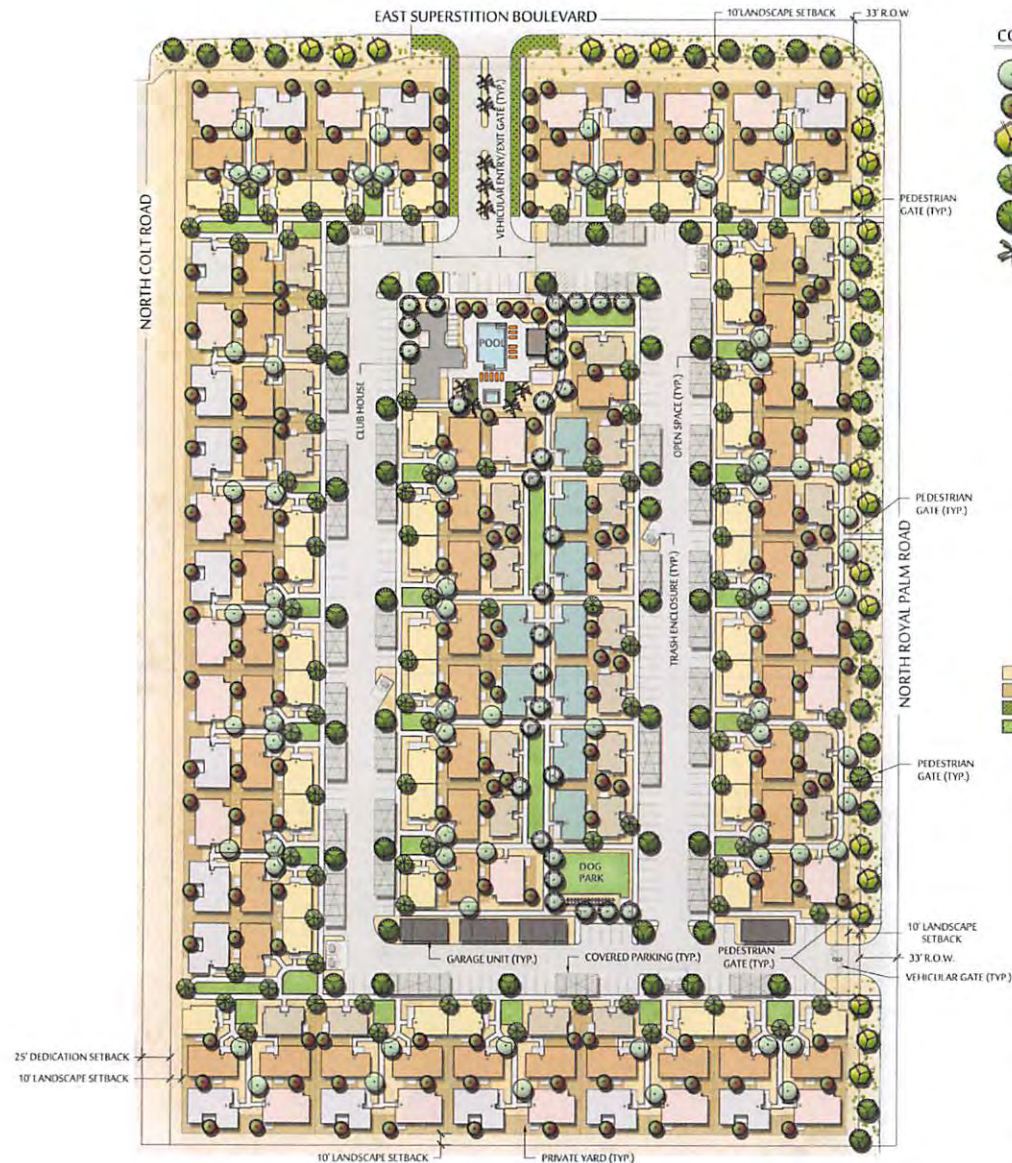 EAST SUPERSTITION BOULEVARD
10' LANDSCAPE SETBACK
33' R.O.W.
CO
NORTH COLT ROAD
VEHICULAR ENTRY/EXIT GATE (TYP.)
PEDESTRIAN
GATE (TYP.)
POOL
CLUB HOUSE
OPEN SPACE (TYP.)
PEDESTRIAN
GATE (TYP.)
TRASH ENCLOSURE (TYP.)
NORTH ROYAL PALM ROAD
PEDESTRIAN
GATE (TYP.)
DOG
PARK
10' LANDSCAPE
SETBACK
GARAGE UNIT (TYP.)
COVERED PARKING (TYP.)
PEDESTRIAN
GATE (TYP.)
33' R.O.W.
VEHICULAR GATE (TYP.)
25' DEDICATION SETBACK
10' LANDSCAPE SETBACK
10' LANDSCAPE SETBACK
PRIVATE YARD (TYP.)